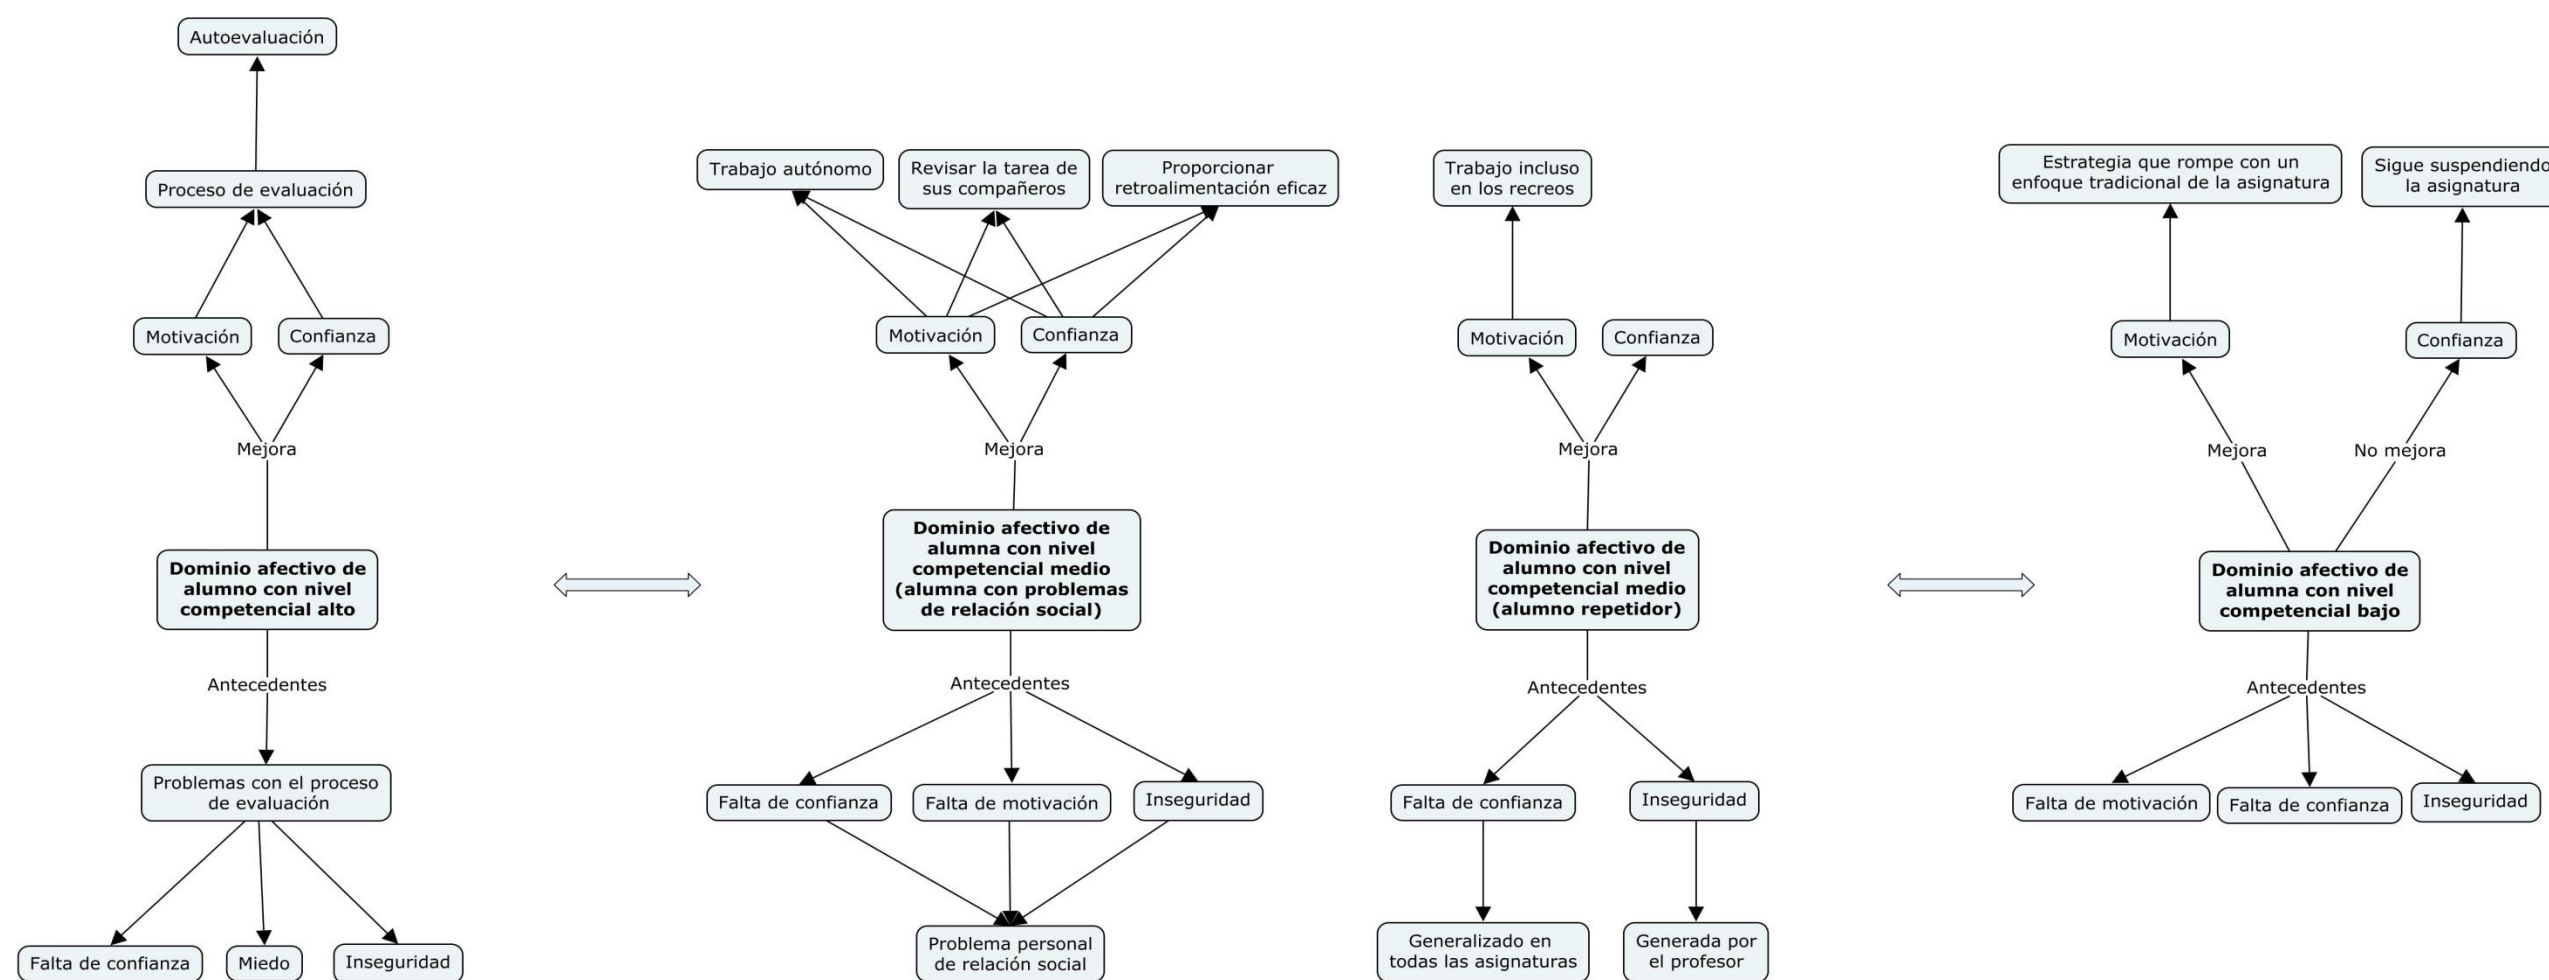 Autoevaluación
Proceso de evaluación
Motivación
Confianza
Mejora
Dominio afectivo de
alumno con nivel
competencial alto
Antecedentes
Problemas con el proceso
de evaluación
Falta de confianza
Miedo
Inseguridad
Trabajo autónomo
Revisar la tarea de
sus compañeros
Proporcionar
retroalimentación eficaz
Motivación
Confianza
Mejora
Dominio afectivo de
alumna con nivel
competencial medio
(alumna con problemas
de relación social)
Antecedentes
Falta de confianza
Falta de motivación
Inseguridad
Problema personal
de relación social
Trabajo incluso
en los recreos
Motivación
Confianza
Mejora
Dominio afectivo de
alumno con nivel
competencial medio
(alumno repetidor)
Antecedentes
Falta de confianza
Inseguridad
Generalizado en
todas las asignaturas
Generada por
el profesor
Estrategia que rompe con un
enfoque tradicional de la asignatura
Sigue suspendiendo
la asignatura
Motivación
Confianza
Mejora
No mejora
Dominio afectivo de
alumna con nivel
competencial bajo
Antecedentes
Falta de motivación
Falta de confianza
Inseguridad